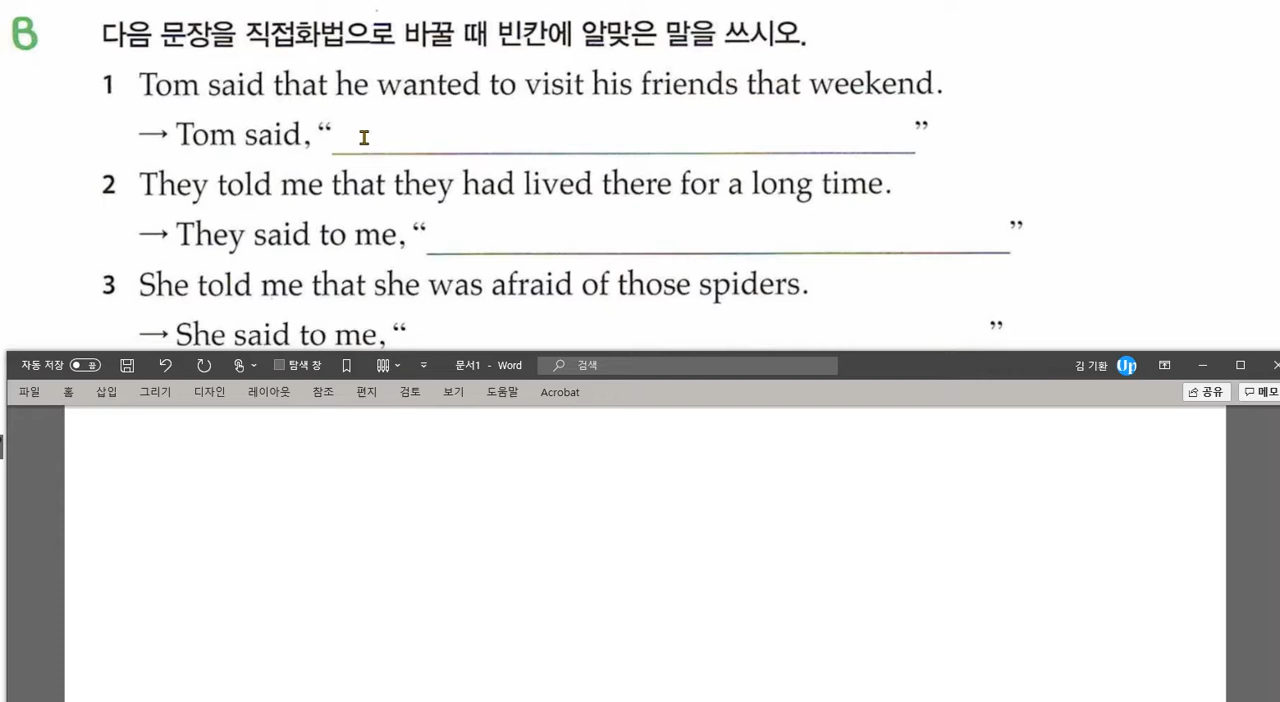 B 다음 문장을 직접화법으로 바꿀 때 빈칸에 알맞은 말을 쓰시오.
1 Tom said that he wanted to visit his friends that weekend.
→ Tom said, “ ”
2 They told me that they had lived there for a long time.
→ They said to me, “ ”
3 She told me that she was afraid of those spiders.
→ She said to me, “ ”
자동 저장 끔 탐색 창 문서1 - Word 검색 김 기환 Up
파일 홈 삽입 그리기 디자인 레이아웃 참조 편지 검토 보기 도움말 Acrobat 공유 메모